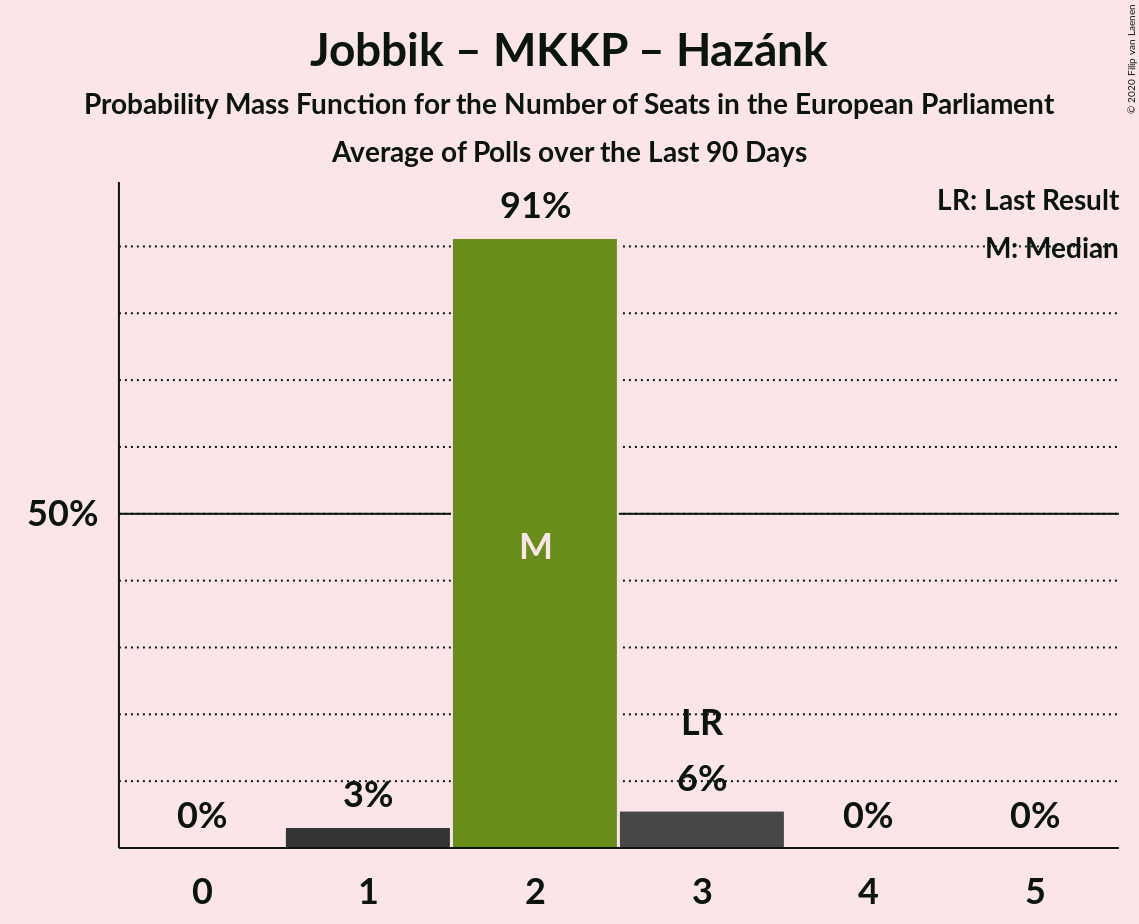 Jobbik – MKKP – Hazánk
Probability Mass Function for the Number of Seats in the European Parliament
Average of Polls over the Last 90 Days
© 2020 Filip van Laenen
LR: Last Result
M: Median
91%
50%
M
LR
6%
3%
0%
0%
0%
0
1
2
3
4
5